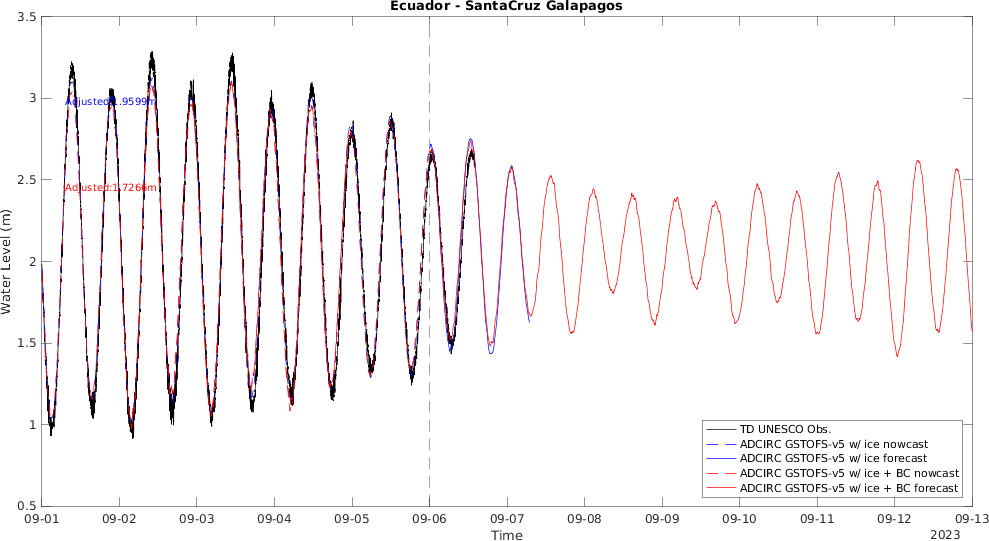 Ecuador - SantaCruz Galapagos
3.5
3
2.5
2
1.5
1
0.5
Water Level (m)
Adjusted:1.9599m
Adjusted:1.7266m
TD UNESCO Obs.
ADCIRC GSTOFS-v5 w/ ice nowcast
ADCIRC GSTOFS-v5 w/ ice forecast
ADCIRC GSTOFS-v5 w/ ice + BC nowcast
ADCIRC GSTOFS-v5 w/ ice + BC forecast
09-01 09-02 09-03 09-04 09-05 09-06 09-07 09-08 09-09 09-10 09-11 09-12 09-13
Time
2023